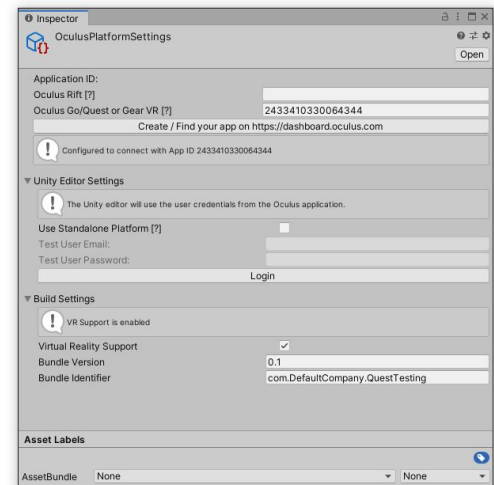 Inspector
OculusPlatformSettings
Open
Application ID:
Oculus Rift [?]
Oculus Go/Quest or Gear VR [?] 2433410330064344
Create / Find your app on https://dashboard.oculus.com
Configured to connect with App ID 2433410330064344
Unity Editor Settings
The Unity editor will use the user credentials from the Oculus application.
Use Standalone Platform [?]
Test User Email:
Test User Password:
Login
Build Settings
VR Support is enabled
Virtual Reality Support
Bundle Version 0.1
Bundle Identifier com.DefaultCompany.QuestTesting
Asset Labels
AssetBundle None None